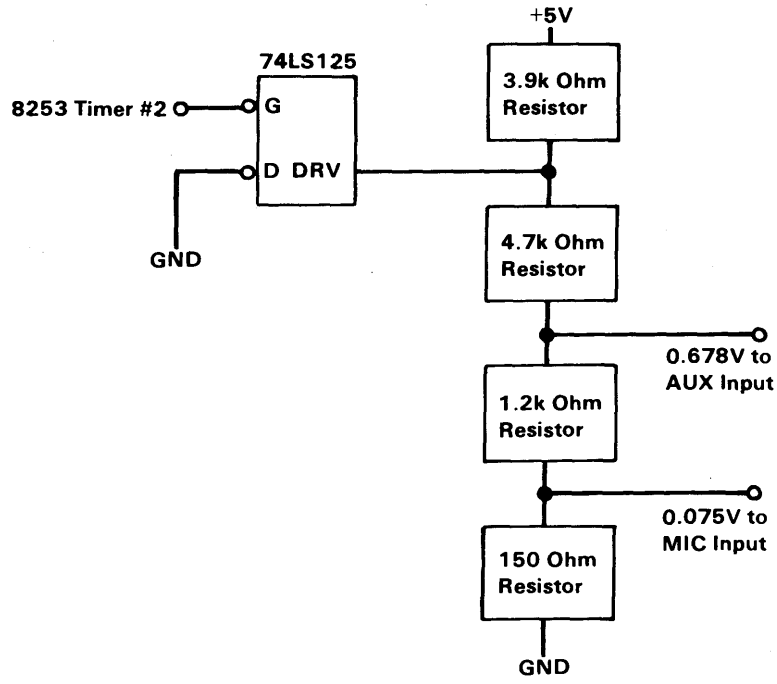 +5V
74LS125
3.9k Ohm
Resistor
8253 Timer #2
G
D DRV
GND
4.7k Ohm
Resistor
0.678V to
AUX Input
1.2k Ohm
Resistor
0.075V to
MIC Input
150 Ohm
Resistor
GND